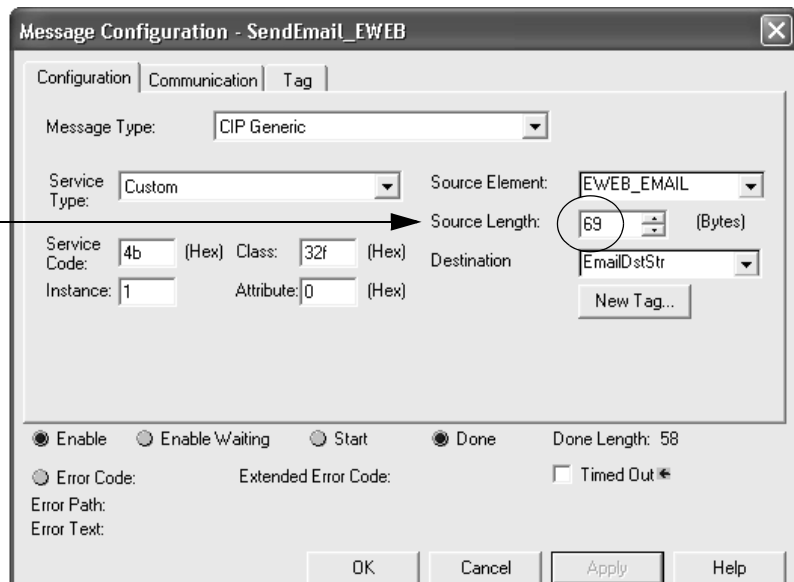 Message Configuration - SendEmail_EWEB
Configuration Communication Tag
Message Type: CIP Generic
Service Type: Custom
Source Element: EWEB_EMAIL
Source Length: 69 (Bytes)
Service Code: 4b (Hex) Class: 32f (Hex)
Destination EmailDstStr
Instance: 1 Attribute: 0 (Hex)
New Tag...
Enable Enable Waiting Start Done Done Length: 58
Error Code: Extended Error Code: Timed Out
Error Path:
Error Text:
OK Cancel Apply Help